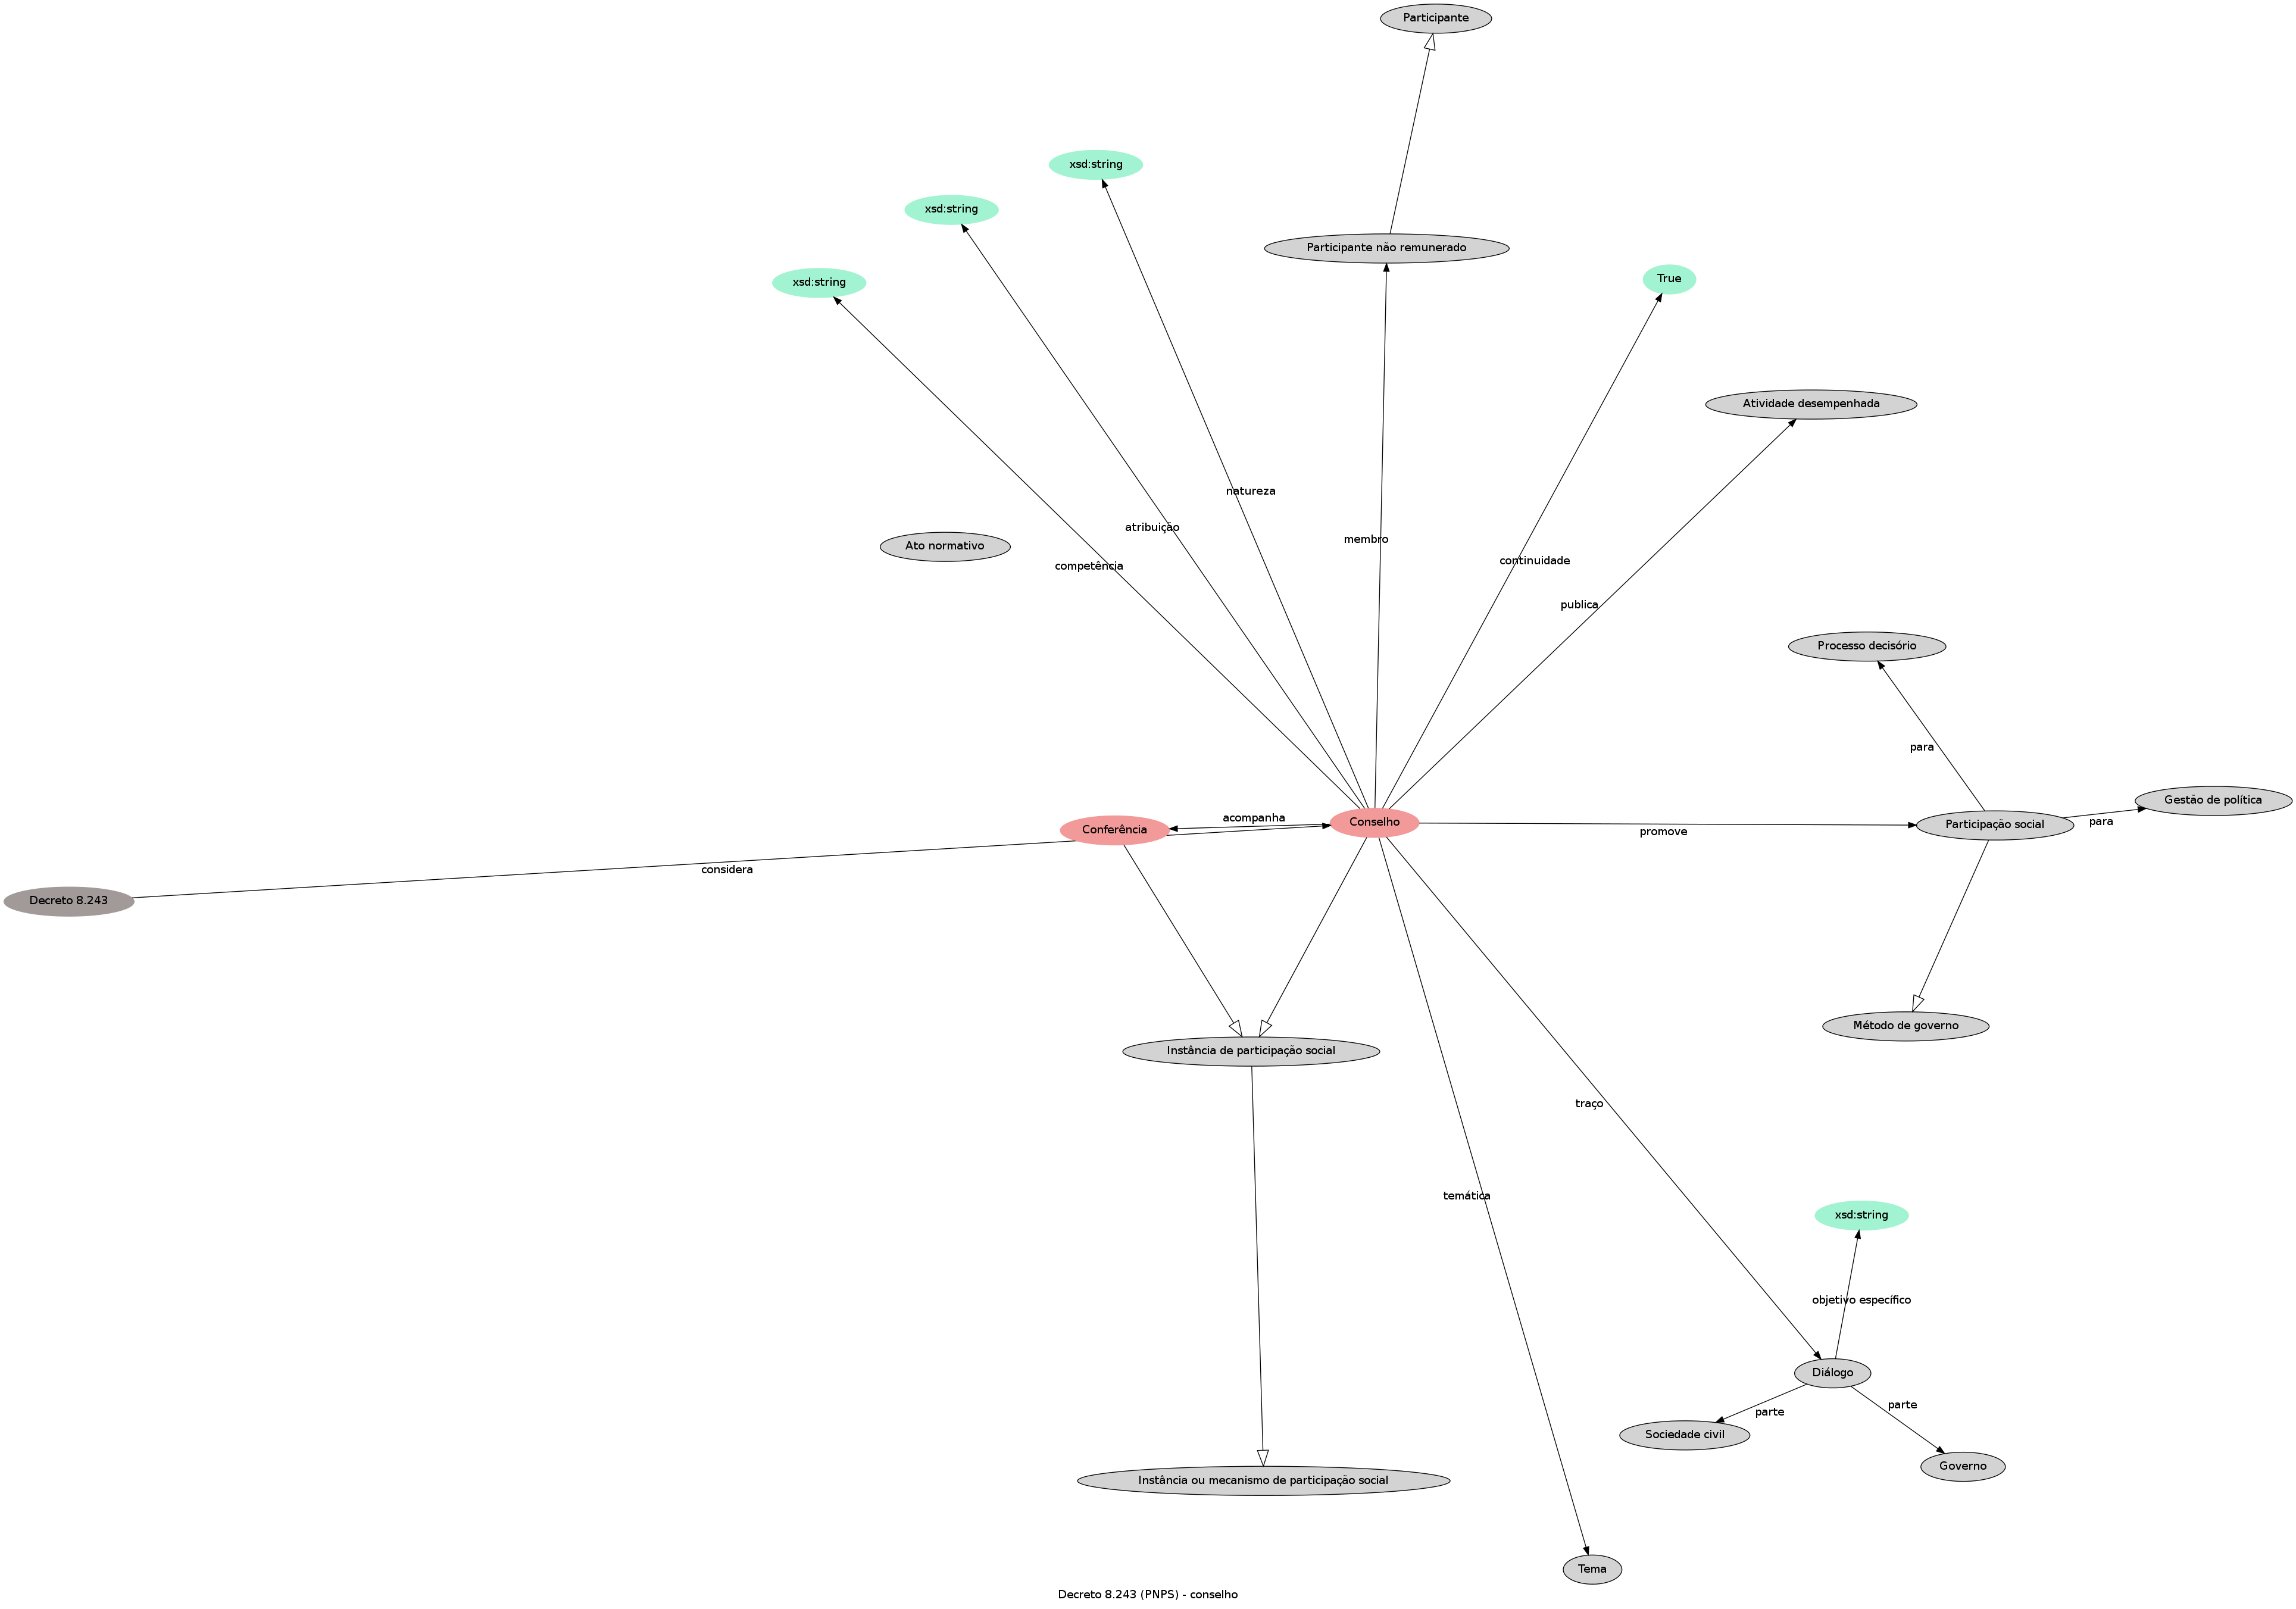 Participante
xsd:string
xsd:string
Participante não remunerado
xsd:string
True
Atividade desempenhada
natureza
atribuição
membro
Ato normativo
continuidade
competência
publica
Processo decisório
para
Gestão de política
acompanha
Conselho
para
Participação social
Conferência
promove
considera
Decreto 8.243
Método de governo
Instância de participação social
traço
temática
xsd:string
objetivo específico
Diálogo
parte
parte
Sociedade civil
Governo
Instância ou mecanismo de participação social
Tema
Decreto 8.243 (PNPS) - conselho